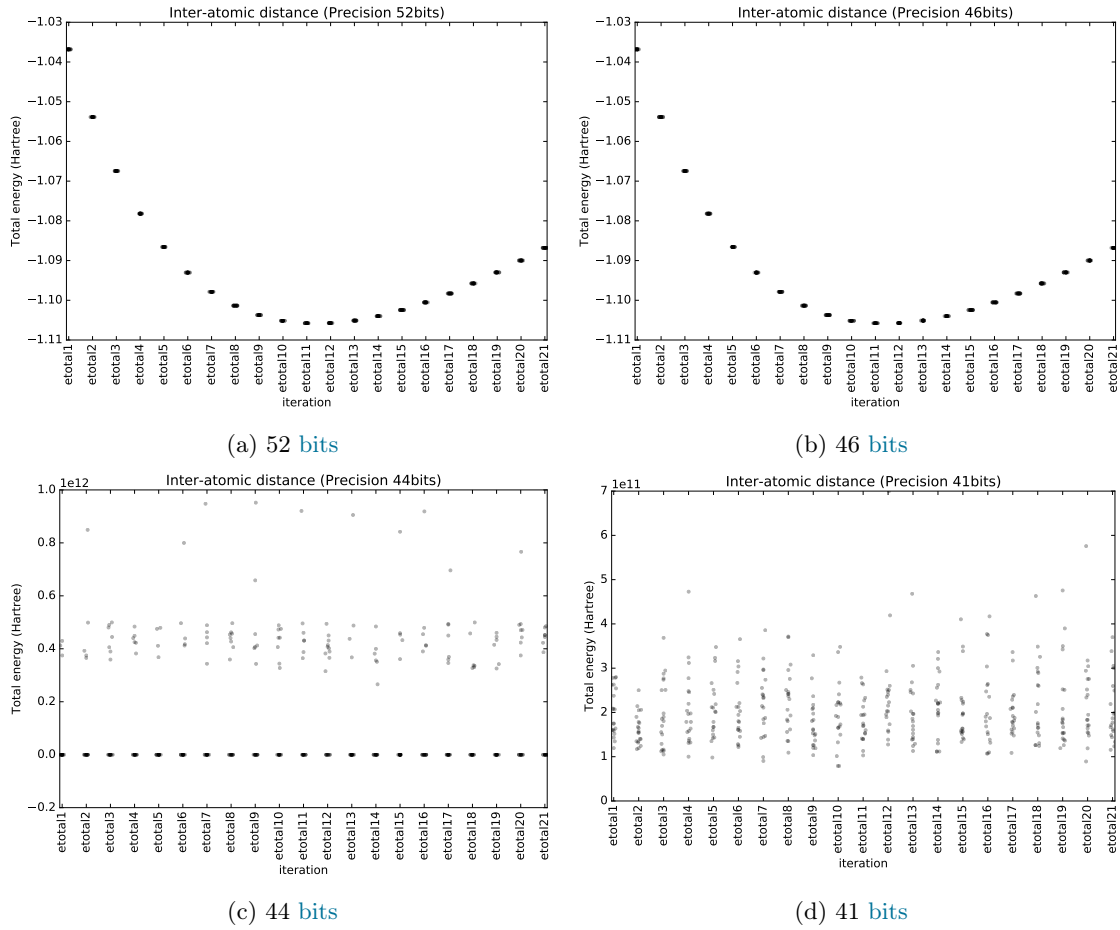 Inter-atomic distance (Precision 52bits)
−1.03
−1.04
−1.05
−1.06
−1.07
−1.08
−1.09
−1.10
−1.11
Total energy (Hartree)
etotal1
etotal2
etotal3
etotal4
etotal5
etotal6
etotal7
etotal8
etotal9
etotal10
etotal11
etotal12
etotal13
etotal14
etotal15
etotal16
etotal17
etotal18
etotal19
etotal20
etotal21
iteration
(a) 52 bits
Inter-atomic distance (Precision 46bits)
−1.03
−1.04
−1.05
−1.06
−1.07
−1.08
−1.09
−1.10
−1.11
Total energy (Hartree)
etotal1
etotal2
etotal3
etotal4
etotal5
etotal6
etotal7
etotal8
etotal9
etotal10
etotal11
etotal12
etotal13
etotal14
etotal15
etotal16
etotal17
etotal18
etotal19
etotal20
etotal21
iteration
(b) 46 bits
Inter-atomic distance (Precision 44bits)
1e12
1.0
0.8
0.6
0.4
0.2
0.0
−0.2
Total energy (Hartree)
etotal1
etotal2
etotal3
etotal4
etotal5
etotal6
etotal7
etotal8
etotal9
etotal10
etotal11
etotal12
etotal13
etotal14
etotal15
etotal16
etotal17
etotal18
etotal19
etotal20
etotal21
iteration
(c) 44 bits
Inter-atomic distance (Precision 41bits)
1e11
7
6
5
4
3
2
1
0
Total energy (Hartree)
etotal1
etotal2
etotal3
etotal4
etotal5
etotal6
etotal7
etotal8
etotal9
etotal10
etotal11
etotal12
etotal13
etotal14
etotal15
etotal16
etotal17
etotal18
etotal19
etotal20
etotal21
iteration
(d) 41 bits